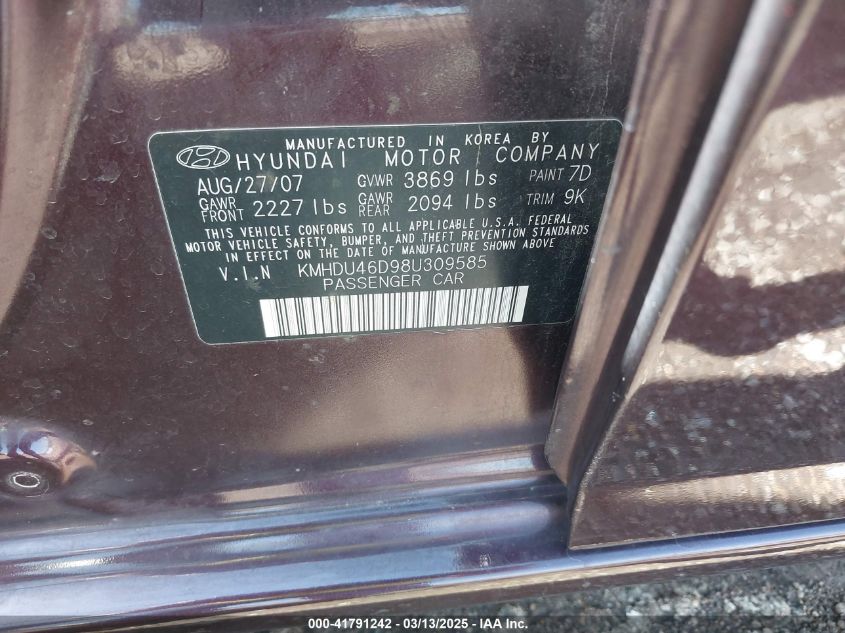 MANUFACTURED IN KOREA BY
HYUNDAI MOTOR COMPANY
AUG/27/07 GVWR 3869 lbs PAINT 7D
GAWR FRONT 2227 lbs GAWR REAR 2094 lbs TRIM 9K
THIS VEHICLE CONFORMS TO ALL APPLICABLE U.S.A. FEDERAL
MOTOR VEHICLE SAFETY, BUMPER, AND THEFT PREVENTION STANDARDS
IN EFFECT ON THE DATE OF MANUFACTURE SHOWN ABOVE.
V.I.N KMHDU46D98U309585
PASSENGER CAR
000-41791242 - 03/13/2025 - IAAI Inc.